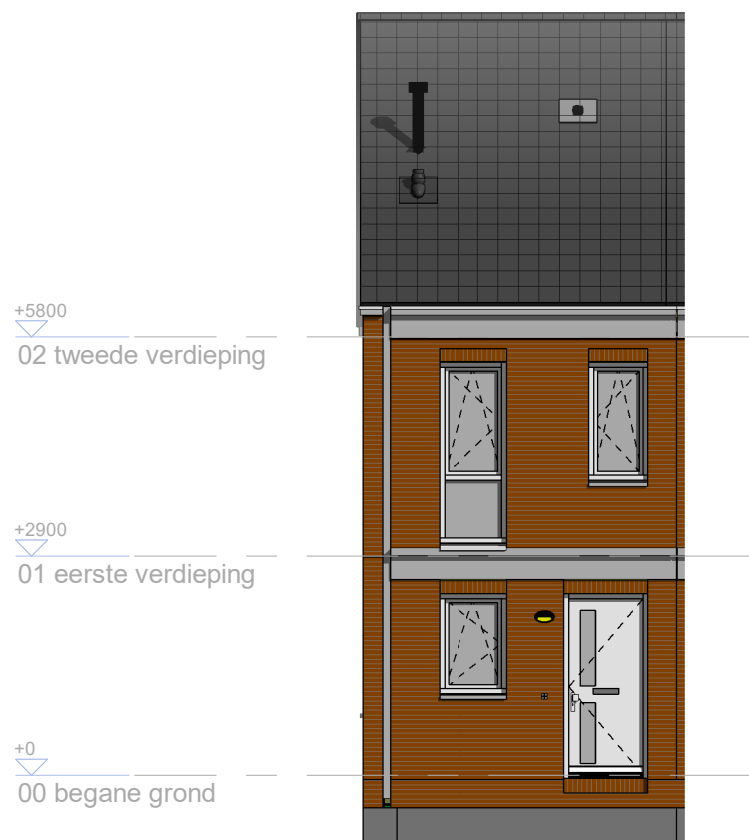 +5800
02 tweede verdieping
+2900
01 eerste verdieping
+0
00 begane grond